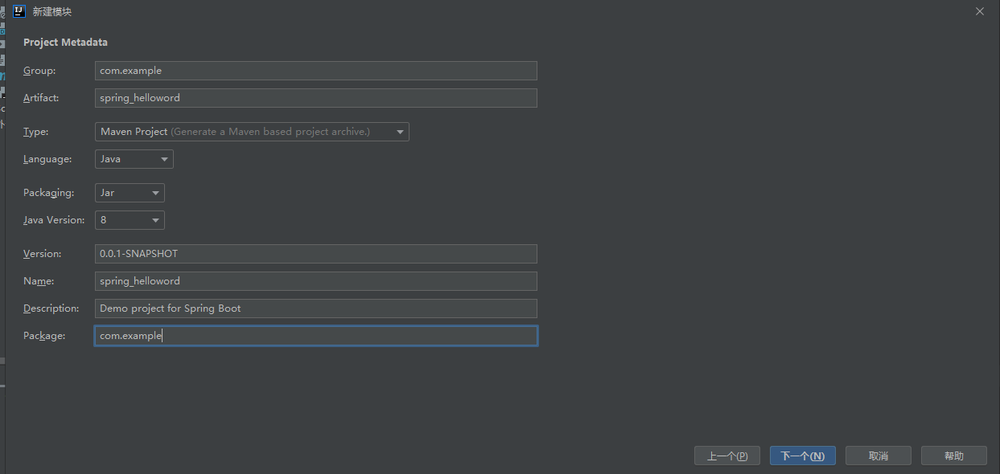 新建模块
Project Metadata
Group: com.example
Artifact: spring_helloword
Type: Maven Project (Generate a Maven based project archive.)
Language: Java
Packaging: Jar
Java Version: 8
Version: 0.0.1-SNAPSHOT
Name: spring_helloword
Description: Demo project for Spring Boot
Package: com.example
上一个(P) 下一个(N) 取消 帮助